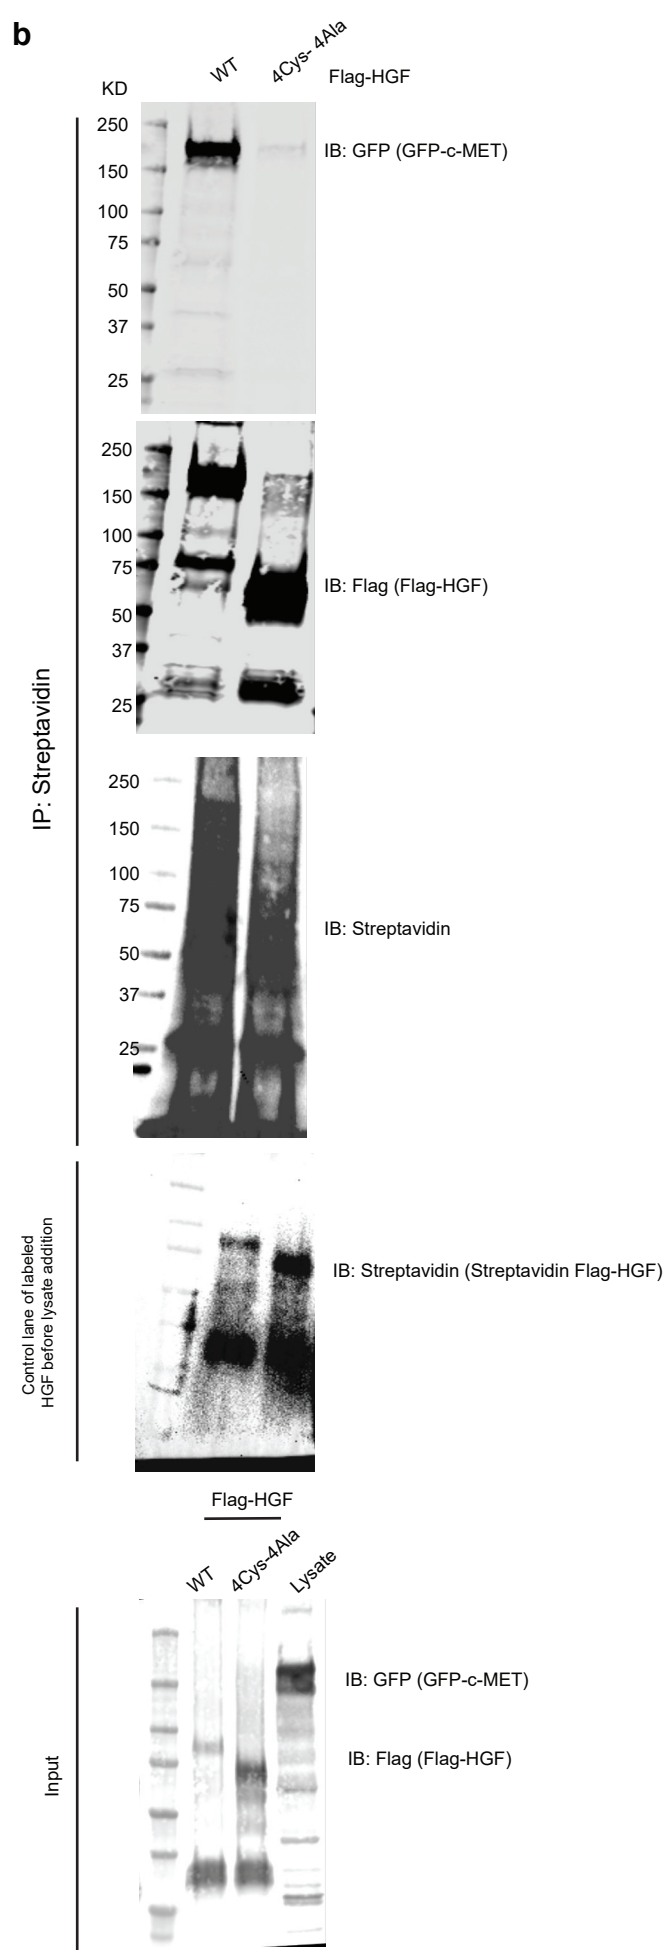 b
WT
4Cys- 4Ala
Flag-HGF
KD
250
IB: GFP (GFP-c-MET)
150
100
75
50
37
25
250
150
100
75
IB: Flag (Flag-HGF)
50
37
25
IP: Streptavidin
250
150
100
75
IB: Streptavidin
50
37
25
Control lane of labeled
HGF before lysate addition
IB: Streptavidin (Streptavidin Flag-HGF)
Flag-HGF
WT
4Cys-4Ala
Lysate
Input
IB: GFP (GFP-c-MET)
IB: Flag (Flag-HGF)